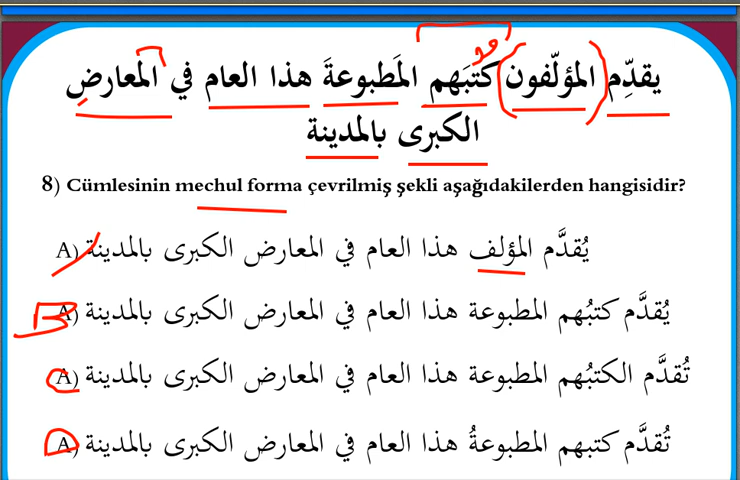 يقدِّم المؤلّفون كتبَهم المَطبوعةَ هذا العام في المعارضِ
الكبرى بالمدينة
8) Cümlesinin mechul forma çevrilmiş şekli aşağıdakilerden hangisidir?
A) يُقدَّم المؤلف هذا العام في المعارض الكبرى بالمدينة
A) يُقدَّم كتبُهم المطبوعة هذا العام في المعارض الكبرى بالمدينة
B
A) تُقدَّم الكتبُهم المطبوعة هذا العام في المعارض الكبرى بالمدينة
A) تُقدَّم كتبهم المطبوعةُ هذا العام في المعارض الكبرى بالمدينة